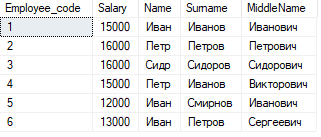 Employee_code Salary Name Surname MiddleName
1 15000 Иван Иванов Иванович
2 16000 Петр Петров Петрович
3 16000 Сидр Сидоров Сидорович
4 15000 Петр Иванов Викторович
5 12000 Иван Смирнов Иванович
6 13000 Иван Петров Сергеевич